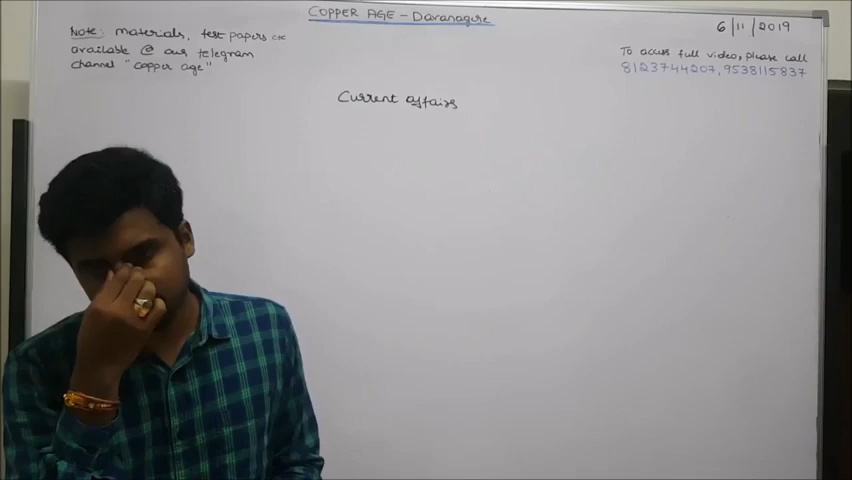 COPPER AGE - Davanagere
6/11/2019
Note: materials, test papers etc
available @ our telegram
channel "copper age"
To access full video, please call
8123744207, 9538115837
Current affairs